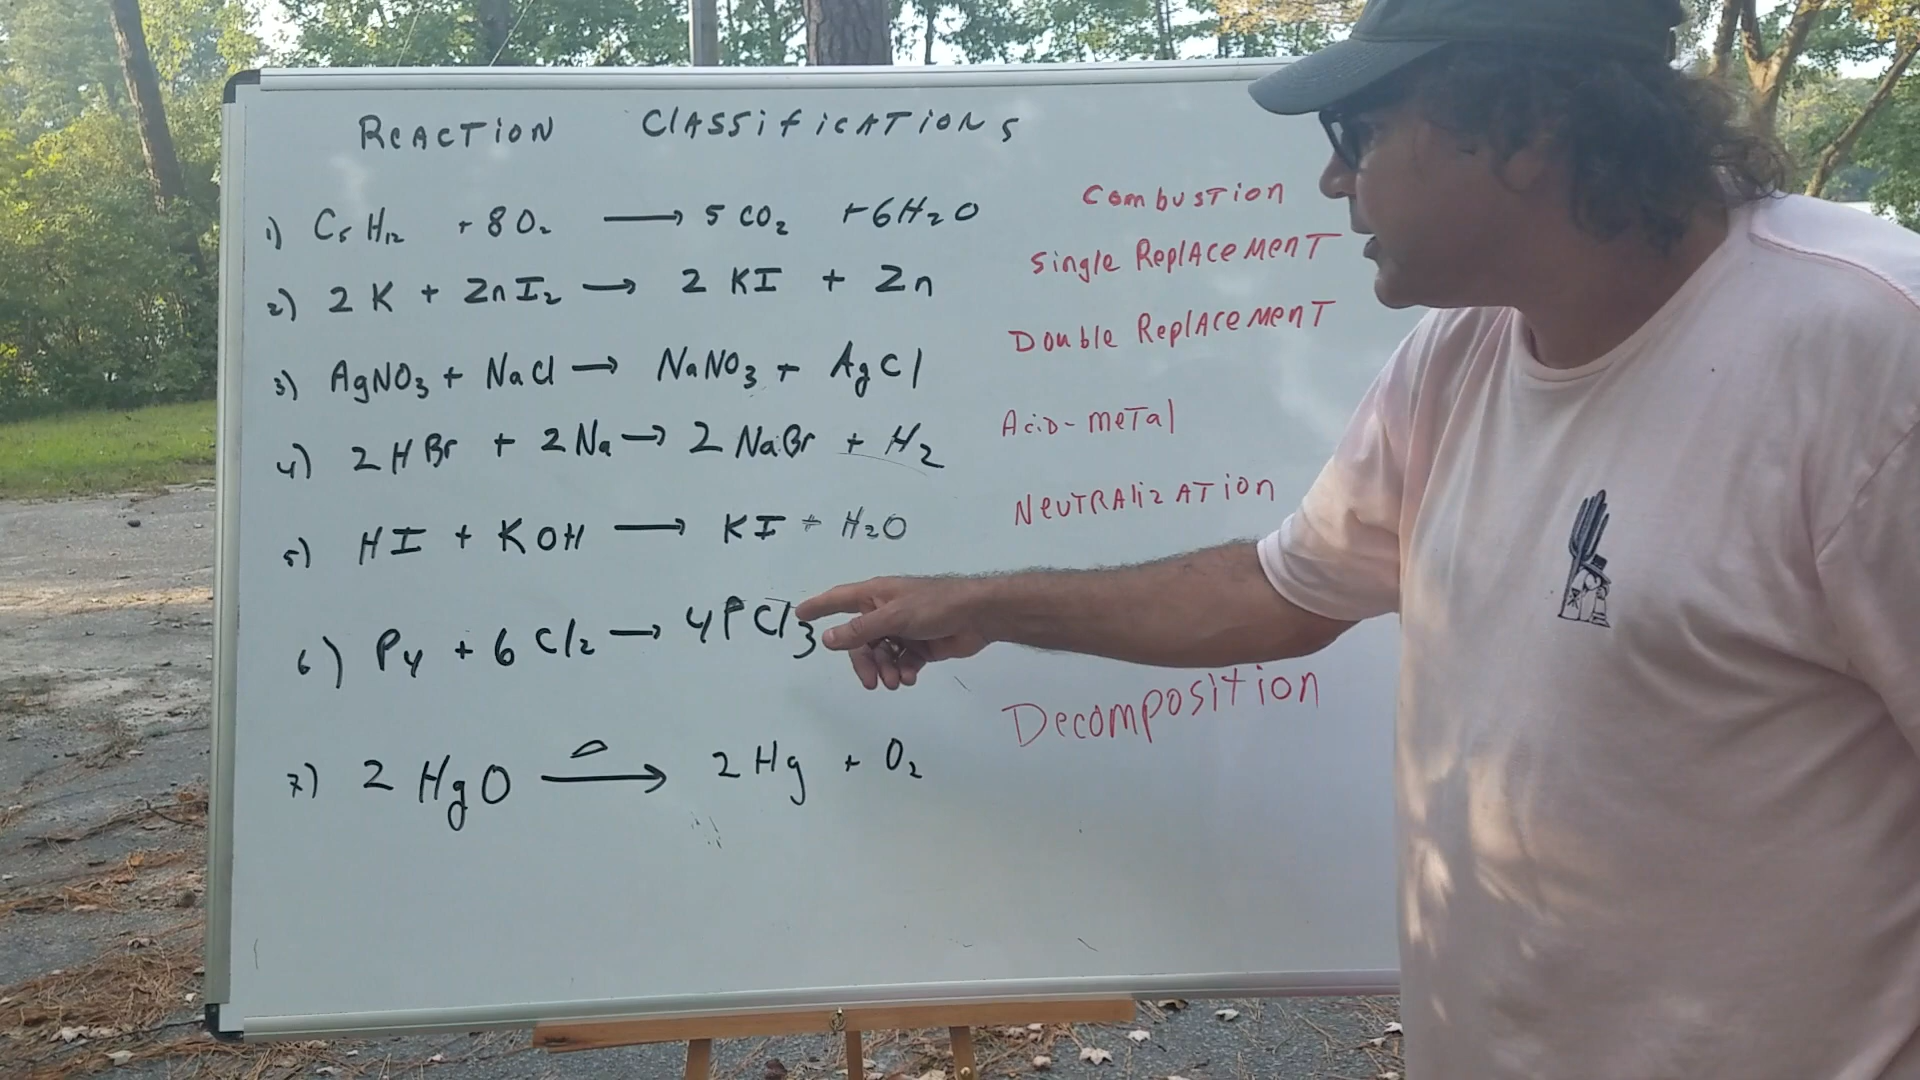 Reaction Classifications
1) C₅H₁₂ + 8O₂ → 5CO₂ + 6H₂O Combustion
2) 2K + ZnI₂ → 2KI + Zn Single Replacement
3) AgNO₃ + NaCl → NaNO₃ + AgCl Double Replacement
4) 2HBr + 2Na → 2NaBr + H₂ Acid-metal
5) HI + KOH → KI + H₂O Neutralization
6) P₄ + 6Cl₂ → 4PCl₃
7) 2HgO △→ 2Hg + O₂ Decomposition